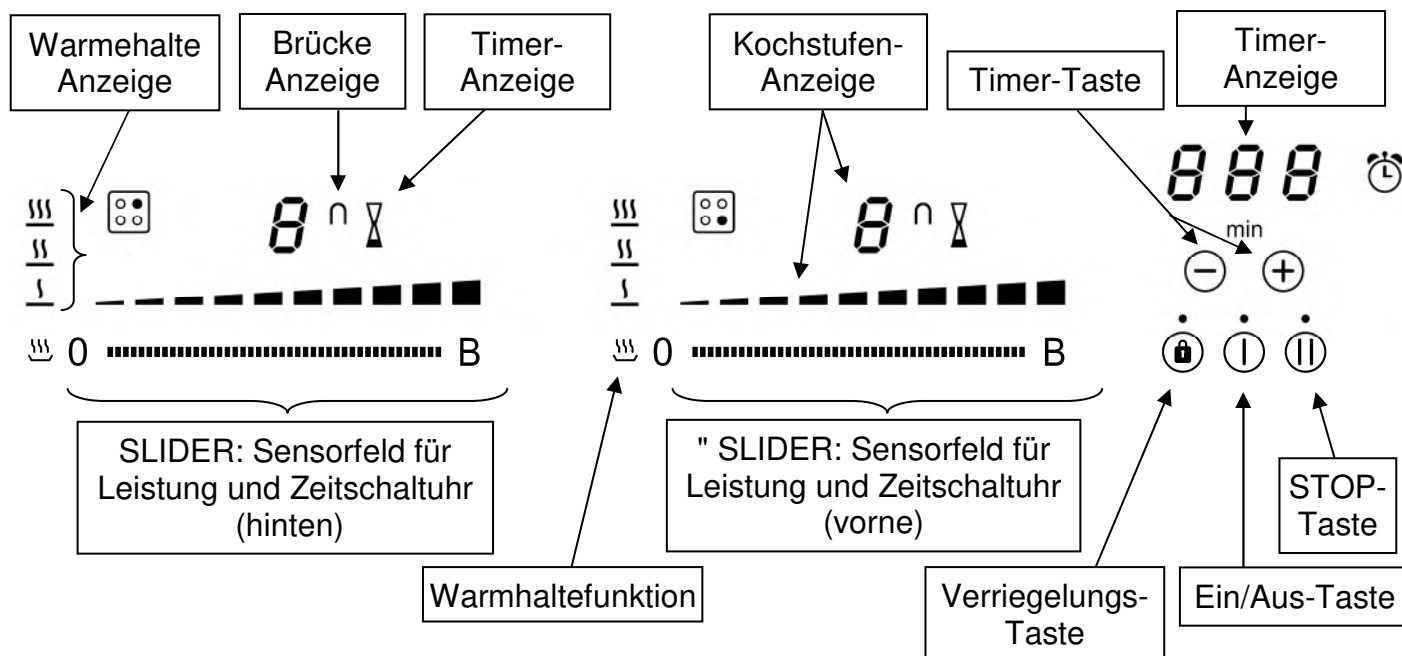 Warmehalte
Anzeige
Brücke
Anzeige
Timer-
Anzeige
Kochstufen-
Anzeige
Timer-Taste
Timer-
Anzeige
8
8
888
min
0
B
0
B
SLIDER: Sensorfeld für
Leistung und Zeitschaltuhr
(hinten)
" SLIDER: Sensorfeld für
Leistung und Zeitschaltuhr
(vorne)
STOP-
Taste
Warmhaltefunktion
Verriegelungs-
Taste
Ein/Aus-Taste